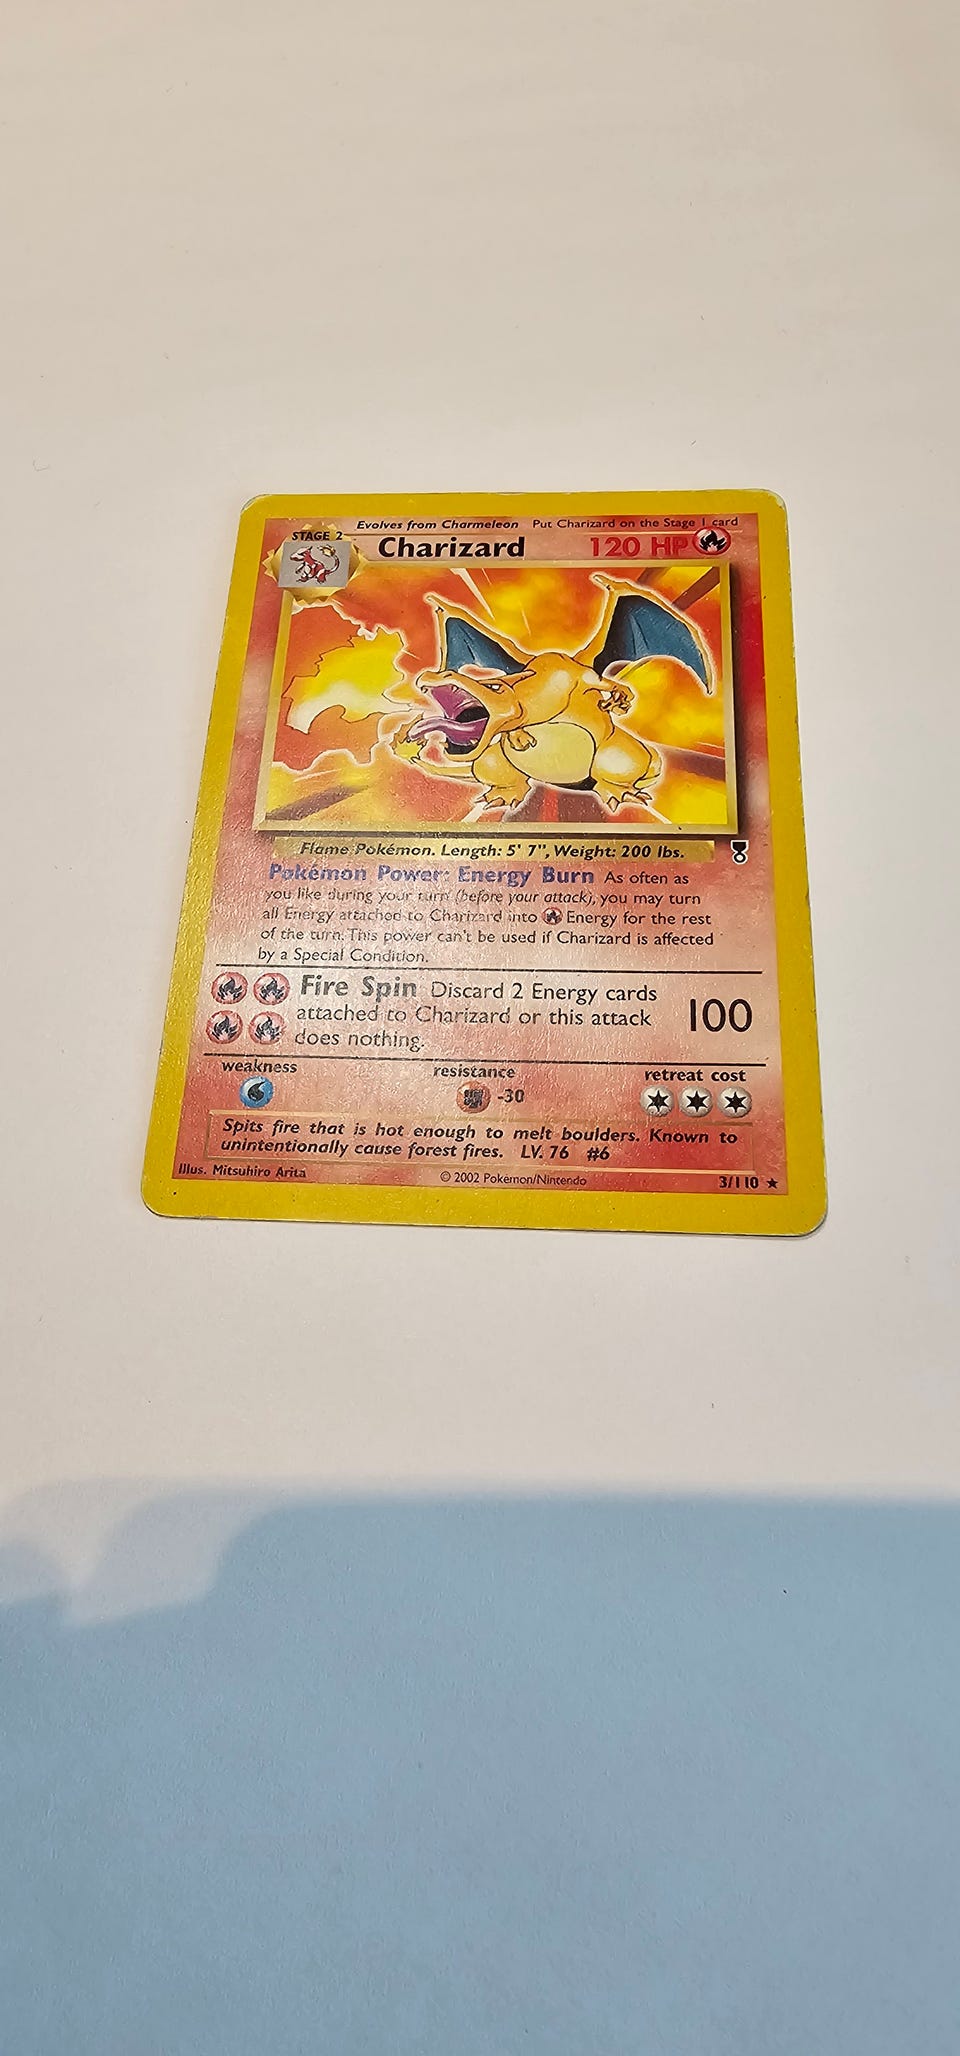 Evolves from Charmeleon Put Charizard on the Stage 1 card
STAGE 2
Charizard 120 HP
Flame Pokémon. Length: 5' 7", Weight: 200 lbs.
Pokémon Power: Energy Burn As often as
you like during your turn (before your attack), you may turn
all Energy attached to Charizard into Energy for the rest
of the turn. This power can't be used if Charizard is affected
by a Special Condition.
Fire Spin Discard 2 Energy cards
attached to Charizard or this attack 100
does nothing.
weakness resistance retreat cost
-30
Spits fire that is hot enough to melt boulders. Known to
unintentionally cause forest fires. LV. 76 #6
Illus. Mitsuhiro Arita © 2002 Pokémon/Nintendo 3/110 ★